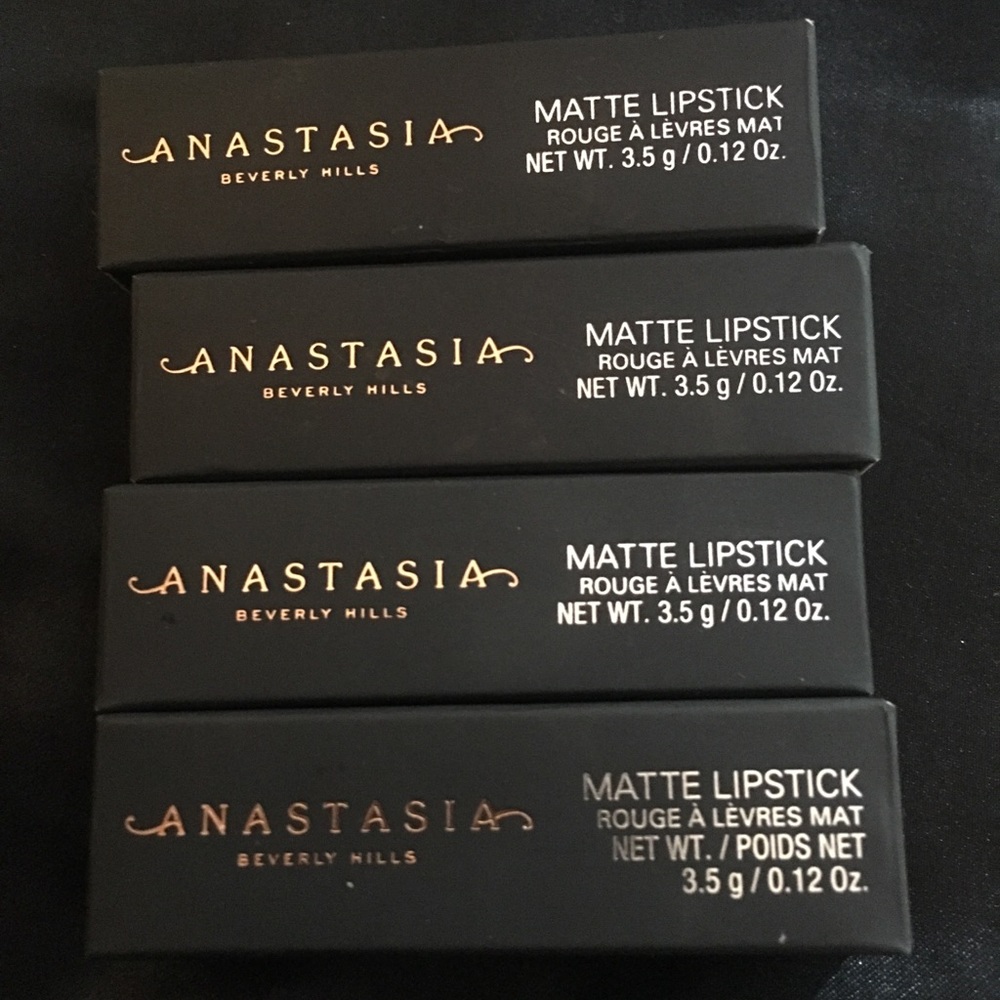 ANASTASIA
BEVERLY HILLS
MATTE LIPSTICK
ROUGE À LÈVRES MAT
NET WT. 3.5 g / 0.12 Oz.
ANASTASIA
BEVERLY HILLS
MATTE LIPSTICK
ROUGE À LÈVRES MAT
NET WT. 3.5 g / 0.12 Oz.
ANASTASIA
BEVERLY HILLS
MATTE LIPSTICK
ROUGE À LÈVRES MAT
NET WT. 3.5 g / 0.12 Oz.
ANASTASIA
BEVERLY HILLS
MATTE LIPSTICK
ROUGE À LÈVRES MAT
NET WT. / POIDS NET
3.5 g / 0.12 Oz.